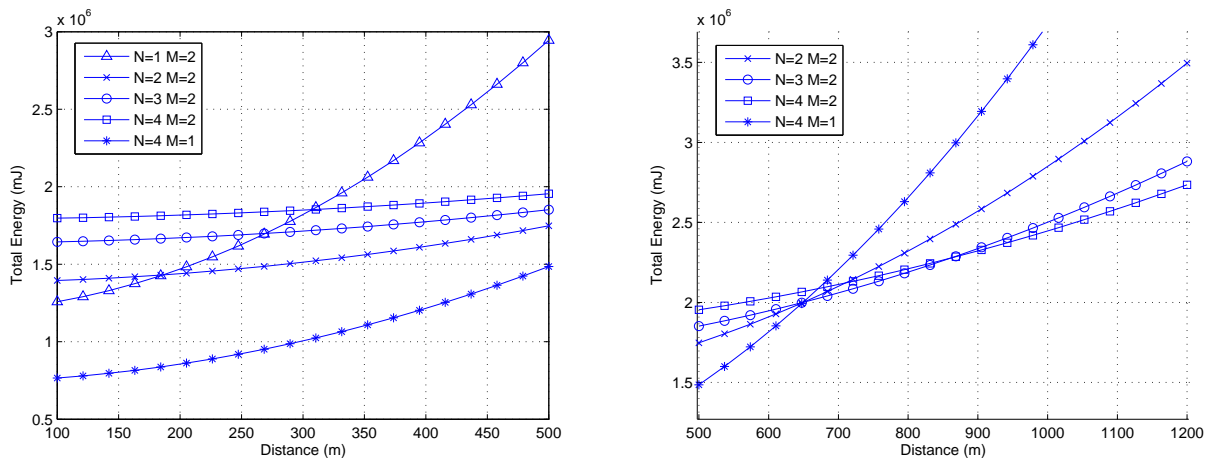 x 10^6
3
2.5
2
1.5
1
0.5
Total Energy (mJ)
N=1 M=2
N=2 M=2
N=3 M=2
N=4 M=2
N=4 M=1
100 150 200 250 300 350 400 450 500
Distance (m)
x 10^6
3.5
3
2.5
2
1.5
Total Energy (mJ)
N=2 M=2
N=3 M=2
N=4 M=2
N=4 M=1
500 600 700 800 900 1000 1100 1200
Distance (m)